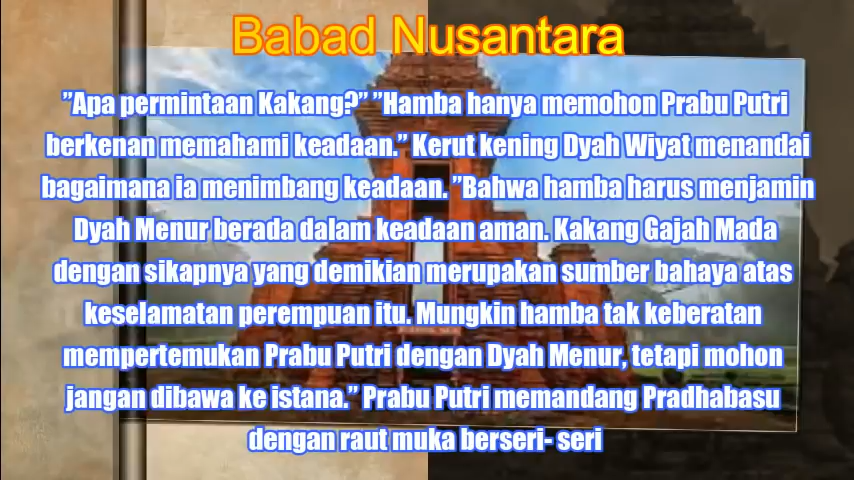 Babad Nusantara
”Apa permintaan Kakang?” ”Hamba hanya memohon Prabu Putri
berkenan memahami keadaan.” Kerut kening Dyah Wiyat menandai
bagaimana ia menimbang keadaan. ”Bahwa hamba harus menjamin
Dyah Menur berada dalam keadaan aman. Kakang Gajah Mada
dengan sikapnya yang demikian merupakan sumber bahaya atas
keselamatan perempuan itu. Mungkin hamba tak keberatan
mempertemukan Prabu Putri dengan Dyah Menur, tetapi mohon
jangan dibawa ke istana.” Prabu Putri memandang Pradhabasu
dengan raut muka berseri- seri